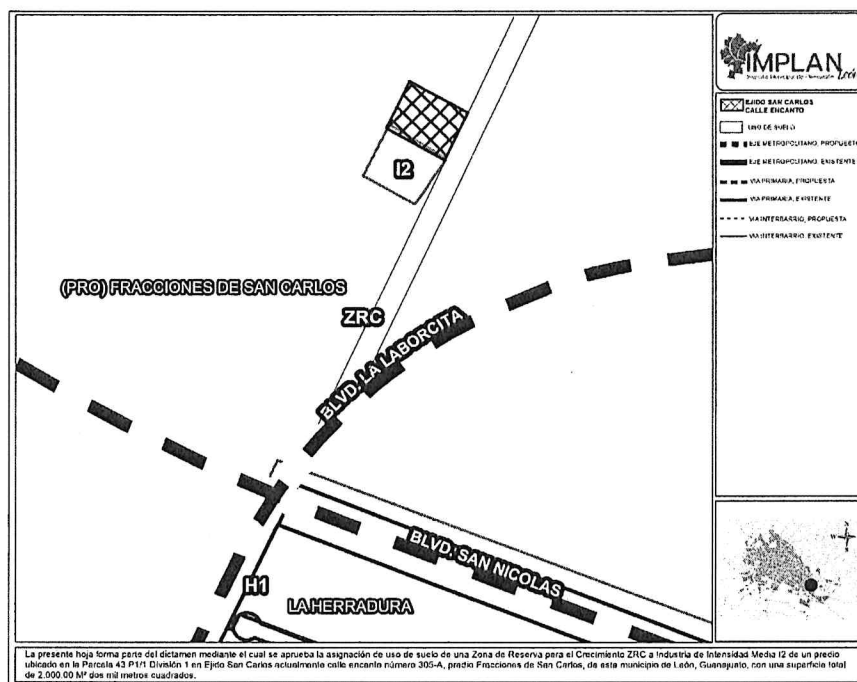 IMPLAN
León
EJIDO SAN CARLOS
CALLE ENCANTO
USO DE SUELO
EJE METROPOLITANO, PROPUESTA
EJE METROPOLITANO, EXISTENTE
VIA PRIMARIA, PROPUESTA
VIA PRIMARIA, EXISTENTE
VIA INTERBARRIO, PROPUESTA
VIA INTERBARRIO, EXISTENTE
I2
(PRO) FRACCIONES DE SAN CARLOS
ZRC
BLVD. LA LABORCITA
BLVD. SAN NICOLAS
H1
LA HERRADURA
N
W
S
La presente hoja forma parte del dictamen mediante el cual se aprueba la asignación de uso de suelo de una Zona de Reserva para el Crecimiento ZRC a Industria de Intensidad Media I2 de un predio
ubicado en la Parcela 43 P1/1 División 1 en Ejido San Carlos actualmente calle encanto número 305-A, predio Fracciones de San Carlos, de este municipio de León, Guanajuato, con una superficie total
de 2,000.00 M² dos mil metros cuadrados.